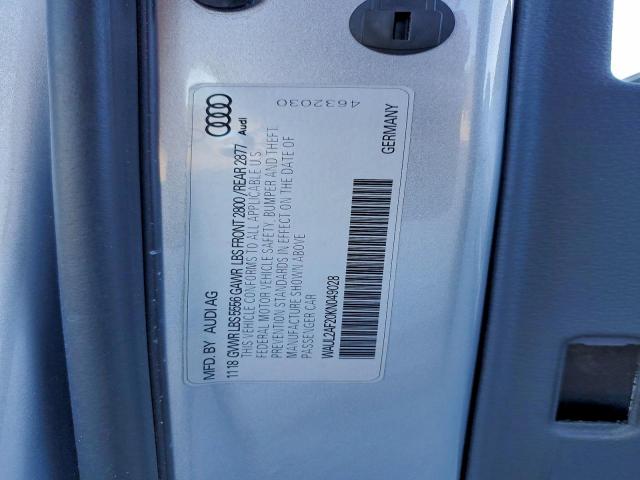 Audi
4632030
MFD. BY AUDI AG
1118 GVWR LBS 5556 GAWR LBS FRONT 2800 / REAR 2877
THIS VEHICLE CONFORMS TO ALL APPLICABLE U.S
FEDERAL MOTOR VEHICLE SAFETY, BUMPER AND THEFT
PREVENTION STANDARDS IN EFFECT ON THE DATE OF
MANUFACTURE SHOWN ABOVE.
PASSENGER CAR
WAUL2AF20KN049028
GERMANY